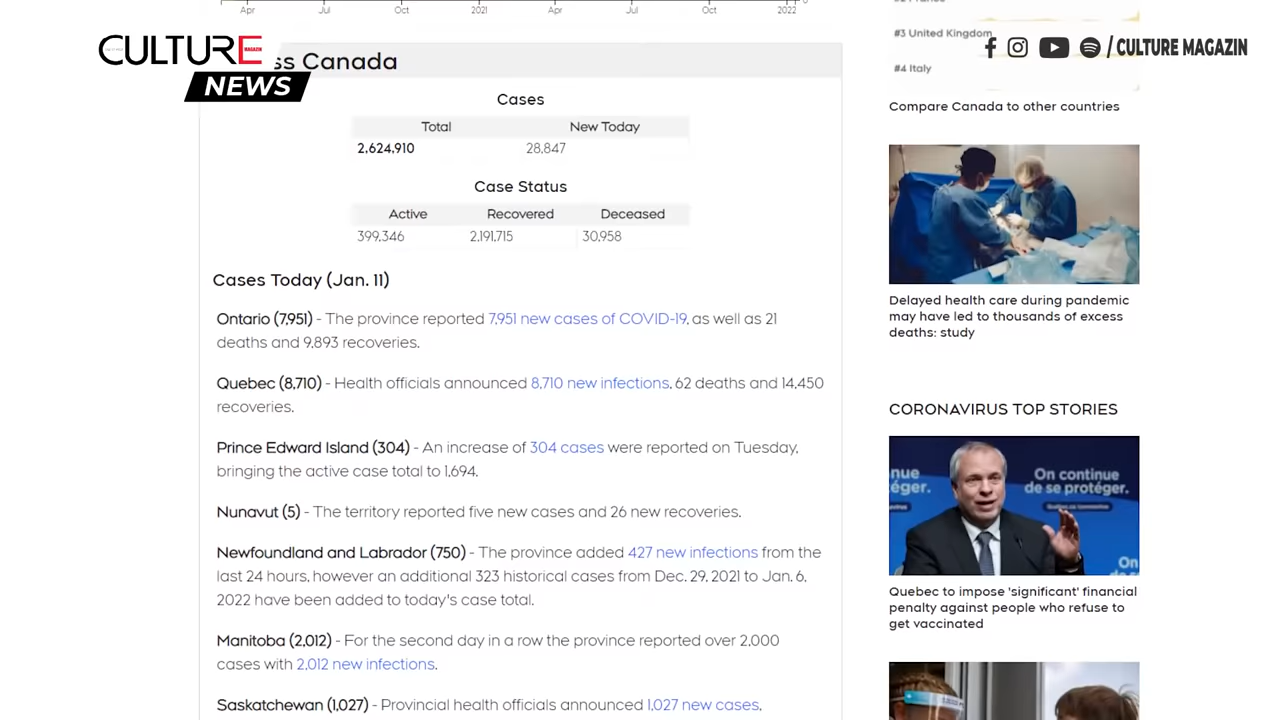 Apr Jul Oct 2021 Apr Jul Oct 2022 0
CULTURE
NEWS
ss Canada
Cases
Total New Today
2,624,910 28,847
Case Status
Active Recovered Deceased
399,346 2,191,715 30,958
Cases Today (Jan. 11)
Ontario (7,951) - The province reported 7,951 new cases of COVID-19, as well as 21
deaths and 9,893 recoveries.
Quebec (8,710) - Health officials announced 8,710 new infections, 62 deaths and 14,450
recoveries.
Prince Edward Island (304) - An increase of 304 cases were reported on Tuesday,
bringing the active case total to 1,694.
Nunavut (5) - The territory reported five new cases and 26 new recoveries.
Newfoundland and Labrador (750) - The province added 427 new infections from the
last 24 hours, however an additional 323 historical cases from Dec. 29, 2021 to Jan. 6,
2022 have been added to today's case total.
Manitoba (2,012) - For the second day in a row the province reported over 2,000
cases with 2,012 new infections.
Saskatchewan (1,027) - Provincial health officials announced 1,027 new cases,
#3 United Kingdom
/ CULTURE MAGAZIN
#4 Italy
Compare Canada to other countries
Delayed health care during pandemic
may have led to thousands of excess
deaths: study
CORONAVIRUS TOP STORIES
nue
éger.
On continue
de se protéger.
On
Quebec to impose 'significant' financial
penalty against people who refuse to
get vaccinated